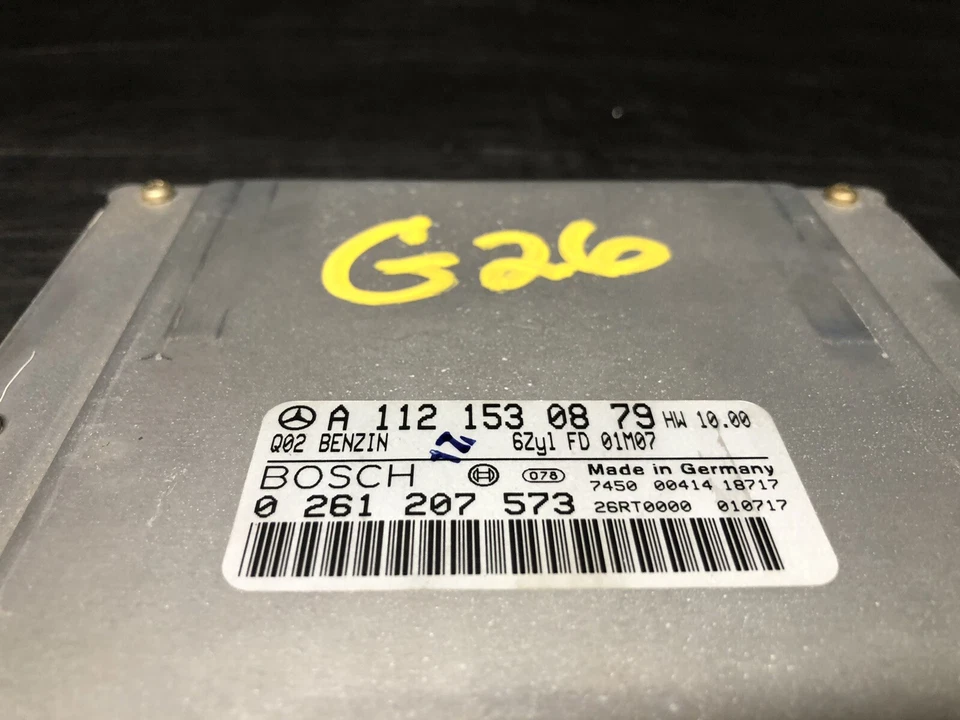 G26
A 112 153 08 79 HW 10.00
Q02 BENZIN 12 6Zyl FD 01M07
BOSCH 078 Made in Germany
7450 00414 18717
0 261 207 573 26RT0000 010717